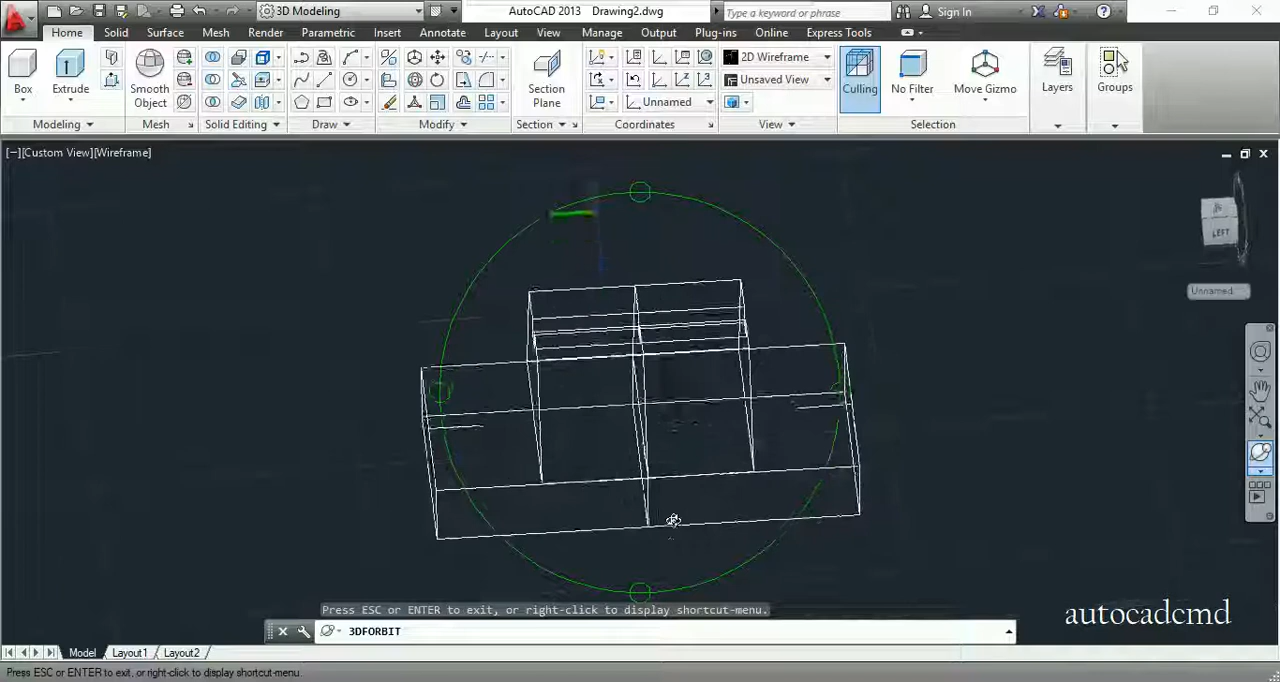 3D Modeling
AutoCAD 2013 Drawing2.dwg
Type a keyword or phrase
Sign In
Home Solid Surface Mesh Render Parametric Insert Annotate Layout View Manage Output Plug-ins Online Express Tools
2D Wireframe
Unsaved View
Unnamed
Box Extrude Smooth Object Section Plane Culling No Filter Move Gizmo Layers Groups
Modeling Mesh Solid Editing Draw Modify Section Coordinates View Selection
[−][Custom View][Wireframe]
LEFT
Unnamed
Press ESC or ENTER to exit, or right-click to display shortcut-menu.
3DFORBIT
autocadcmd
Model Layout1 Layout2
Press ESC or ENTER to exit, or right-click to display shortcut-menu.